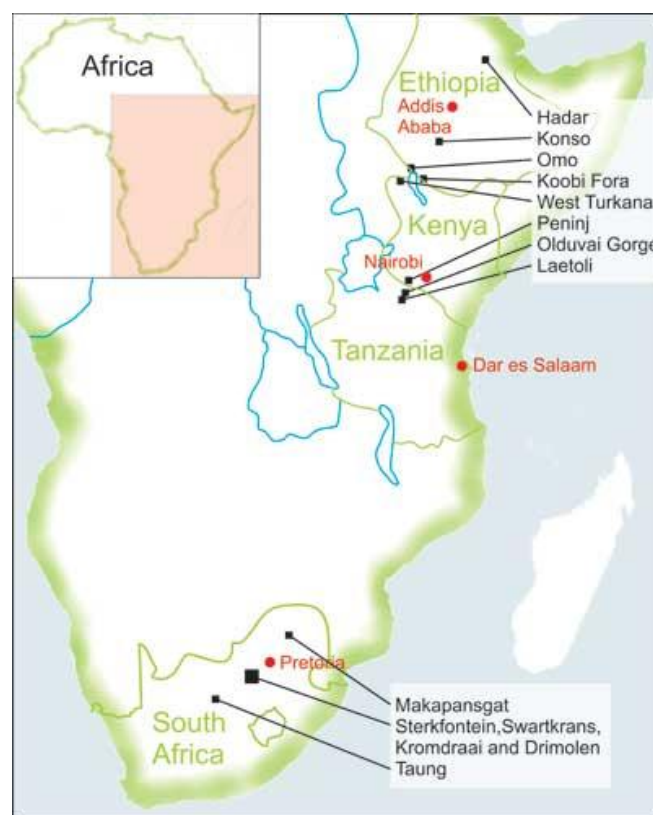 Africa
Ethiopia
Addis
Ababa
Hadar
Konso
Omo
Koobi Fora
West Turkana
Kenya
Peninj
Olduvai Gorge
Nairobi
Laetoli
Tanzania
Dar es Salaam
Pretoria
Makapansgat
South
Africa
Sterkfontein,Swartkrans,
Kromdraai and Drimolen
Taung